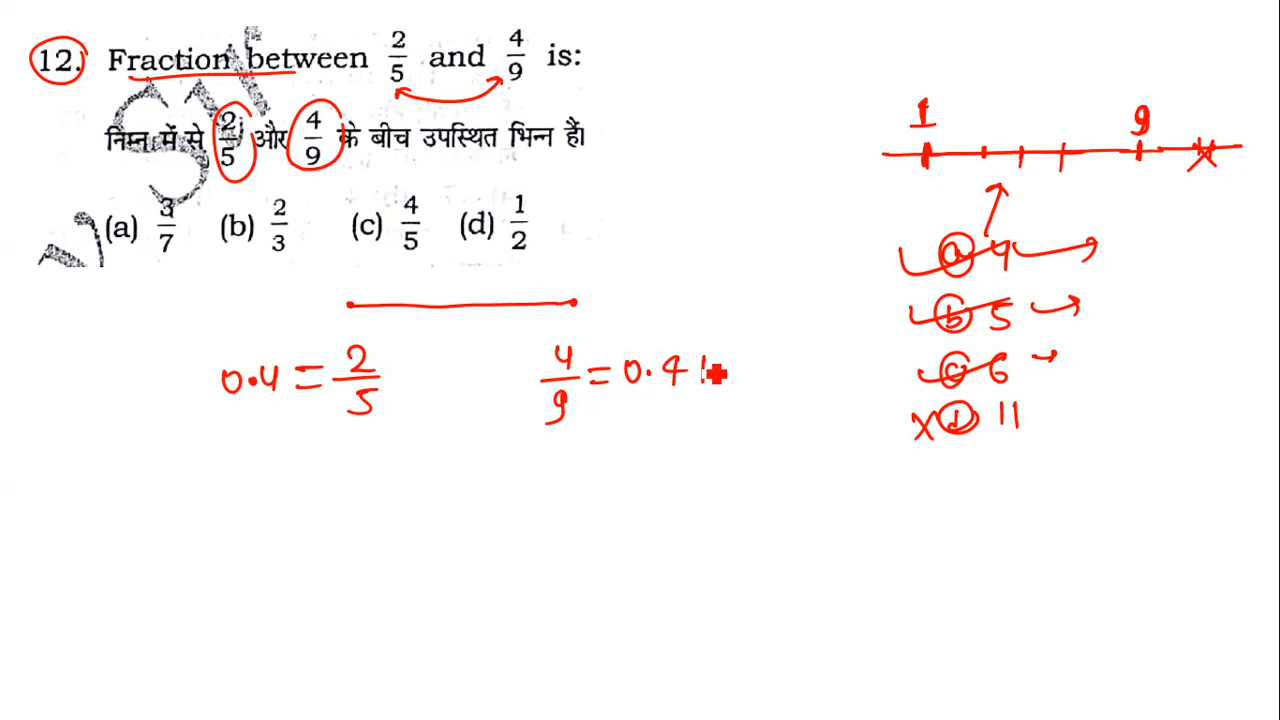 12. Fraction between 2/5 and 4/9 is:
निम्न में से 2/5 और 4/9 के बीच उपस्थित भिन्न हैं।
(a) 3/7 (b) 2/3 (c) 4/5 (d) 1/2
1 9
a 4
b 5
c 6
x d 11
0.4 = 2/5 4/9 = 0.4